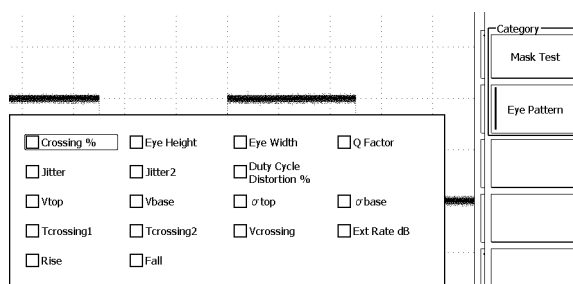 Category
Mask Test
Eye Pattern
Crossing %
Eye Height
Eye Width
Q Factor
Jitter
Jitter2
Duty Cycle
Distortion %
Vtop
Vbase
σtop
σbase
Tcrossing1
Tcrossing2
Vcrossing
Ext Rate dB
Rise
Fall